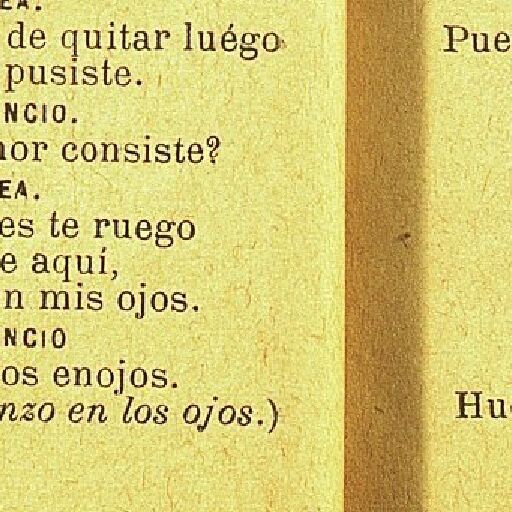 EA.
de quitar luégo
pusiste.
NCIO.
nor consiste?
EA.
es te ruego
e aquí,
n mis ojos.
NCIO
os enojos.
nzo en los ojos.)
Pue
Hu